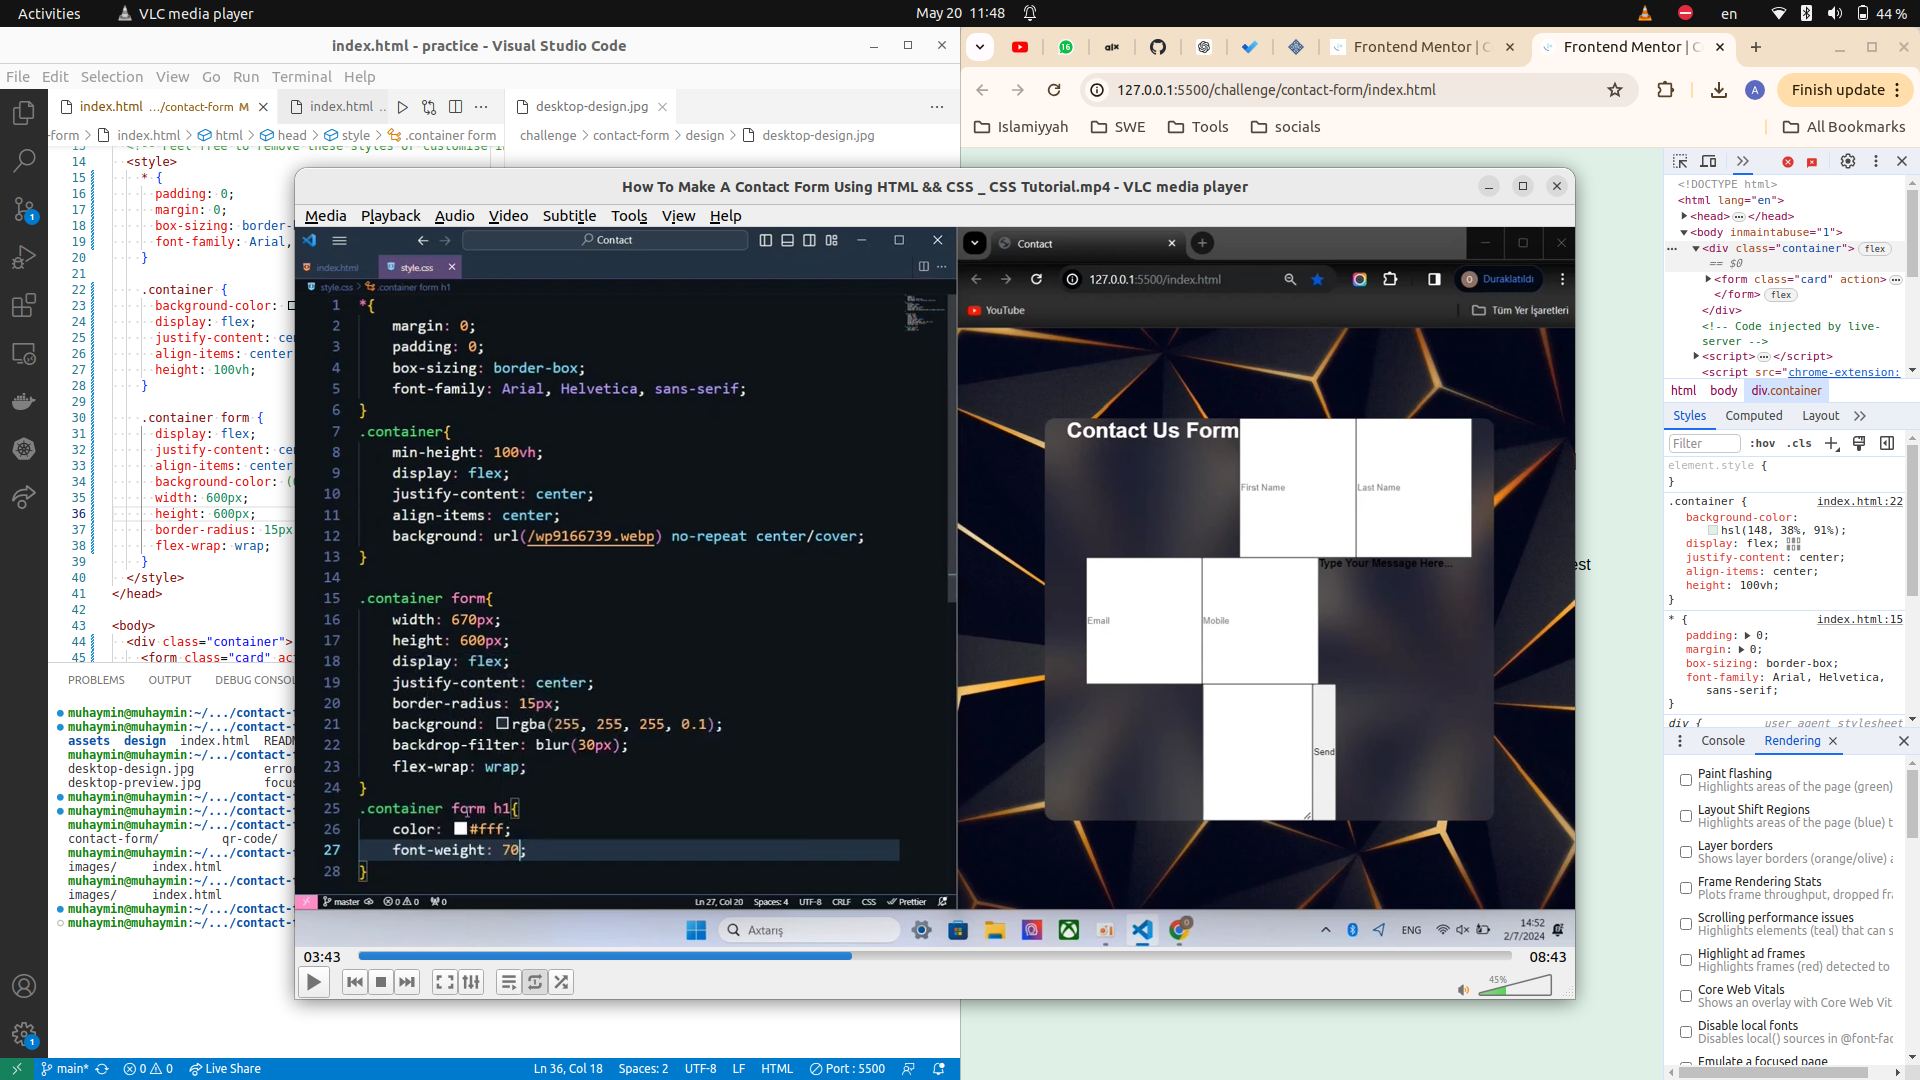 Activities
VLC media player
May 20 11:48
en
44 %
index.html - practice - Visual Studio Code
File Edit Selection View Go Run Terminal Help
index.html .../contact-form M
index.html ...
desktop-design.jpg
-form > index.html > html > head > style > .container form
challenge > contact-form > design > desktop-design.jpg
14 <style>
15 * {
16 padding: 0;
17 margin: 0;
18 box-sizing: border-
19 font-family: Arial,
20 }
21
22 .container {
23 background-color:
24 display: flex;
25 justify-content: ce
26 align-items: center
27 height: 100vh;
28 }
29
30 .container form {
31 display: flex;
32 justify-content: ce
33 align-items: center
34 background-color: (
35 width: 600px;
36 height: 600px;
37 border-radius: 15px
38 flex-wrap: wrap;
39 }
40 </style>
41 </head>
42
43 <body>
44 <div class="container">
45 <form class="card" ac
PROBLEMS OUTPUT DEBUG CONSOL
muhaymin@muhaymin:~/.../contact-
muhaymin@muhaymin:~/.../contact-
assets design index.html READ
muhaymin@muhaymin:~/.../contact-
desktop-design.jpg error
desktop-preview.jpg focu
muhaymin@muhaymin:~/.../contact-
muhaymin@muhaymin:~/.../contact-
muhaymin@muhaymin:~/.../contact-
contact-form/ qr-code/
muhaymin@muhaymin:~/.../contact-
images/ index.html
muhaymin@muhaymin:~/.../contact-
images/ index.html
muhaymin@muhaymin:~/.../contact-
muhaymin@muhaymin:~/.../contact-
main* 0 0 Live Share Ln 36, Col 18 Spaces: 2 UTF-8 LF HTML Port : 5500
How To Make A Contact Form Using HTML && CSS _ CSS Tutorial.mp4 - VLC media player
Media Playback Audio Video Subtitle Tools View Help
Contact
index.html
style.css
style.css > .container form h1
1 *{
2 margin: 0;
3 padding: 0;
4 box-sizing: border-box;
5 font-family: Arial, Helvetica, sans-serif;
6 }
7 .container{
8 min-height: 100vh;
9 display: flex;
10 justify-content: center;
11 align-items: center;
12 background: url(/wp9166739.webp) no-repeat center/cover;
13 }
14
15 .container form{
16 width: 670px;
17 height: 600px;
18 display: flex;
19 justify-content: center;
20 border-radius: 15px;
21 background: rgba(255, 255, 255, 0.1);
22 backdrop-filter: blur(30px);
23 flex-wrap: wrap;
24 }
25 .container form h1{
26 color: #fff;
27 font-weight: 70;
28 }
master 0 0 0 Ln 27, Col 20 Spaces: 4 UTF-8 CRLF CSS Prettier
Contact
127.0.0.1:5500/index.html
O Duraklatıldı
YouTube
Tüm Yer İşaretleri
Contact Us Form
First Name
Last Name
Email
Mobile
Type Your Message Here...
Send
Axtarış
ENG
14:52
2/7/2024
03:43
08:43
45%
Frontend Mentor | C
Frontend Mentor | C
127.0.0.1:5500/challenge/contact-form/index.html
A
Finish update
Islamiyyah
SWE
Tools
socials
All Bookmarks
est
<!DOCTYPE html>
<html lang="en">
<head> </head>
<body inmaintabuse="1">
<div class="container"> flex
== $0
<form class="card" action>
</form> flex
</div>
<!-- Code injected by live-
server -->
<script> </script>
<script src="chrome-extension:
html body div.container
Styles Computed Layout
Filter :hov .cls
element.style {
}
.container { index.html:22
background-color:
hsl(148, 38%, 91%);
display: flex;
justify-content: center;
align-items: center;
height: 100vh;
}
* { index.html:15
padding: 0;
margin: 0;
box-sizing: border-box;
font-family: Arial, Helvetica,
sans-serif;
}
div { user agent stylesheet
Console Rendering
Paint flashing
Highlights areas of the page (green)
Layout Shift Regions
Highlights areas of the page (blue) t
Layer borders
Shows layer borders (orange/olive) a
Frame Rendering Stats
Plots frame throughput, dropped fra
Scrolling performance issues
Highlights elements (teal) that can s
Highlight ad frames
Highlights frames (red) detected to
Core Web Vitals
Shows an overlay with Core Web Vit
Disable local fonts
Disables local() sources in @font-fac
Emulate a focused page